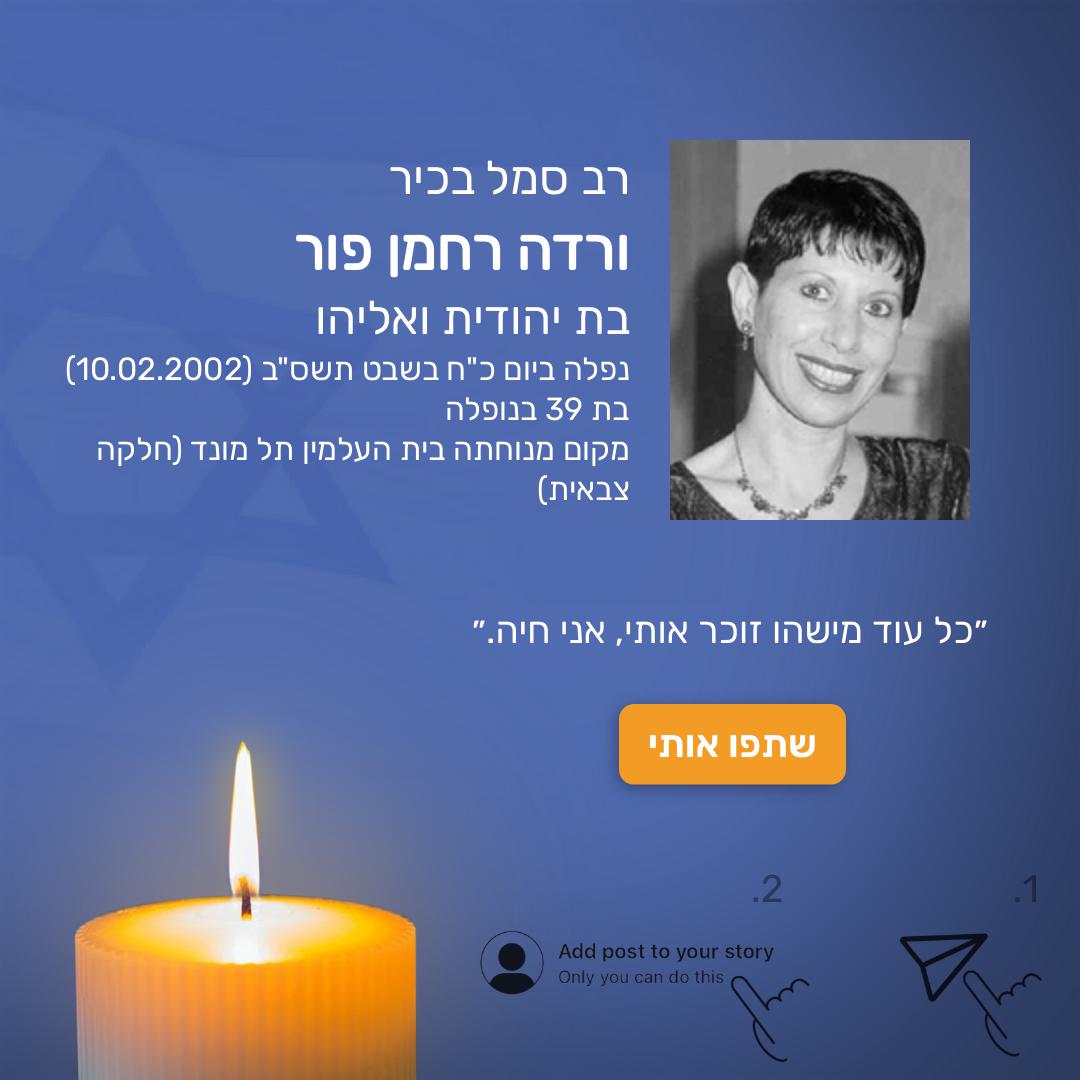 רב סמל בכיר
ורדה רחמן פור
בת יהודית ואליהו
נפלה ביום כ"ח בשבט תשס"ב (10.02.2002)
בת 39 בנופלה
מקום מנוחתה בית העלמין תל מונד (חלקה
צבאית)
״כל עוד מישהו זוכר אותי, אני חיה.״
שתפו אותי
.1
.2
Add post to your story
Only you can do this